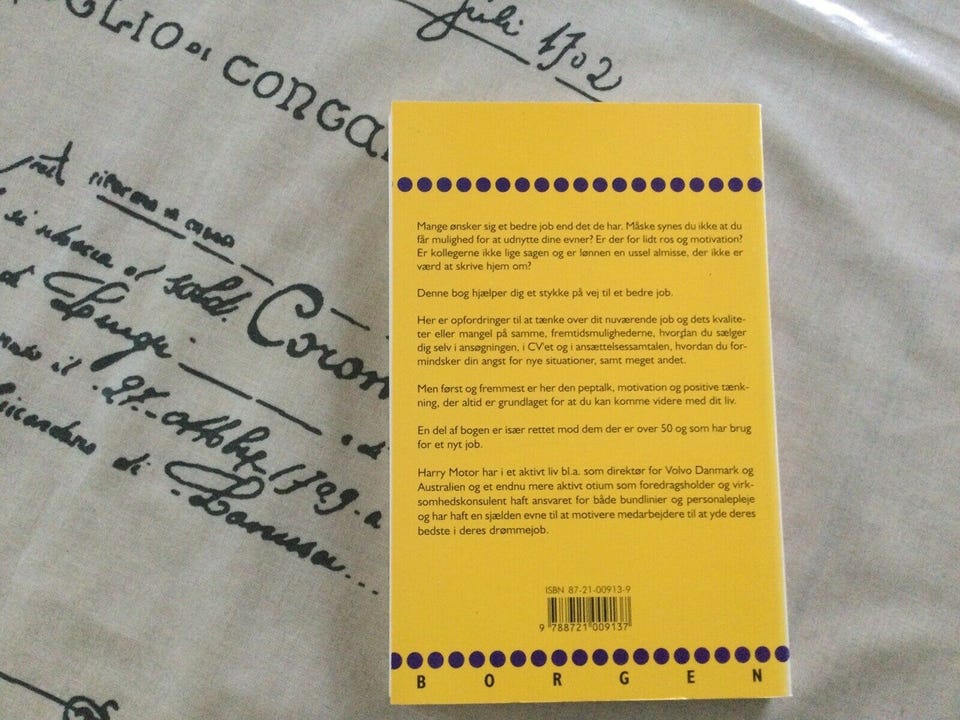 juli 1702
GLIO DI CONGA
riforma a cavo
sold.
Coron
di Lunga
il 27. ottobre 1729. a
di
Mange ønsker sig et bedre job end det de har. Måske synes du ikke at du
får mulighed for at udnytte dine evner? Er der for lidt ros og motivation?
Er kollegerne ikke lige sagen og er lønnen en ussel almisse, der ikke er
værd at skrive hjem om?
Denne bog hjælper dig et stykke på vej til et bedre job.
Her er opfordringer til at tænke over dit nuværende job og dets kvalite-
ter eller mangel på samme, fremtidsmulighederne, hvordan du sælger
dig selv i ansøgningen, i CV'et og i ansættelsessamtalen, hvordan du for-
mindsker din angst for nye situationer, samt meget andet.
Men først og fremmest er her den peptalk, motivation og positive tænk-
ning, der altid er grundlaget for at du kan komme videre med dit liv.
En del af bogen er især rettet mod dem der er over 50 og som har brug
for et nyt job.
Harry Motor har i et aktivt liv bl.a. som direktør for Volvo Danmark og
Australien og et endnu mere aktivt otium som foredragsholder og virk-
somhedskonsulent haft ansvaret for både bundlinier og personalepleje
og har haft en sjælden evne til at motivere medarbejdere til at yde deres
bedste i deres drømmejob.
ISBN 87-21-00913-9
9 788721 009137
BORGEN